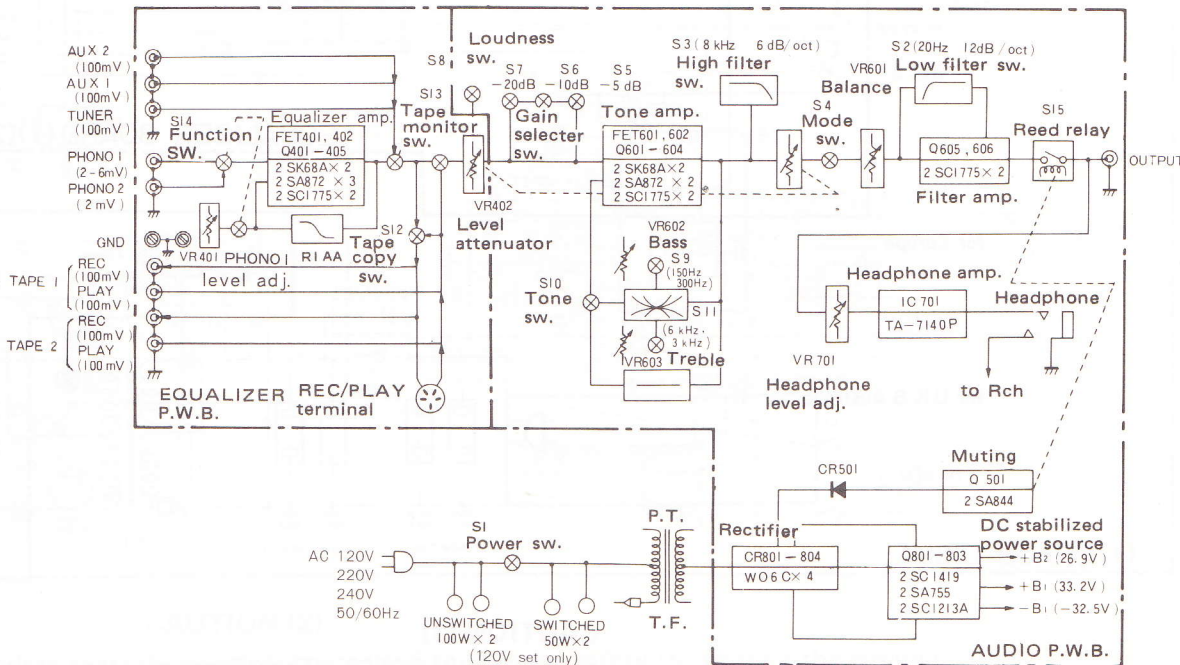 AUX 2
(100mV)
AUX 1
(100mV)
TUNER
(100mV)
PHONO 1
(2-6mV)
PHONO 2
(2 mV)
GND
TAPE 1
REC
(100mV)
PLAY
(100mV)
TAPE 2
REC
(100mV)
PLAY
(100 mV)
S14
Function
SW.
Equalizer amp.
FET401, 402
Q401-405
2 SK68A × 2
2 SA872 × 3
2 SC1775 × 2
VR401
PHONO 1
level adj.
RIAA
S12
Tape
copy
sw.
S13
Tape
monitor
sw.
EQUALIZER
P.W.B.
REC/PLAY
terminal
S8
Loudness
sw.
VR402
Level
attenuator
S7
-20dB
S6
-10dB
S5
-5 dB
Gain
selecter
sw.
Tone amp.
FET601, 602
Q601-604
2 SK68A × 2
2 SA872 × 2
2 SC1775 × 2
S10
Tone
sw.
VR602
Bass
S9
(150Hz
300Hz)
S11
(6 kHz.
3 kHz)
VR603
Treble
S3 (8 kHz 6 dB/oct)
High filter
sw.
S4
Mode
sw.
VR601
Balance
S2 (20Hz 12dB / oct)
Low filter sw.
Q605, 606
2 SC1775 × 2
Filter amp.
S15
Reed relay
OUTPUT
VR701
Headphone
level adj.
Headphone amp.
IC 701
TA-7140P
Headphone
to Rch
Muting
Q 501
2 SA844
CR501
AC 120V
220V
240V
50/60Hz
S1
Power sw.
UNSWITCHED
100W × 2
SWITCHED
50W×2
(120V set only)
P.T.
T.F.
Rectifier
CR801-804
WO6C× 4
Q801-803
2 SC1419
2 SA755
2 SC1213A
DC stabilized
power source
+B2 (26.9V)
+B1 (33.2V)
-B1 (-32.5V)
AUDIO P.W.B.